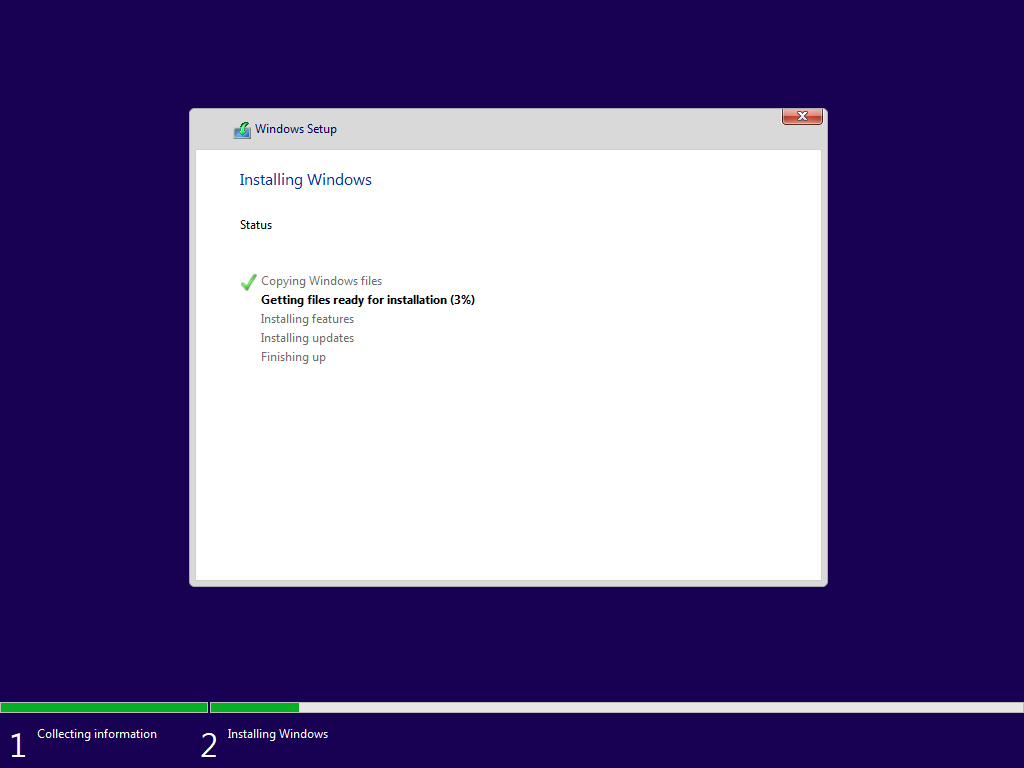 Windows Setup
Installing Windows
Status
Copying Windows files
Getting files ready for installation (3%)
Installing features
Installing updates
Finishing up
1 Collecting information
2 Installing Windows